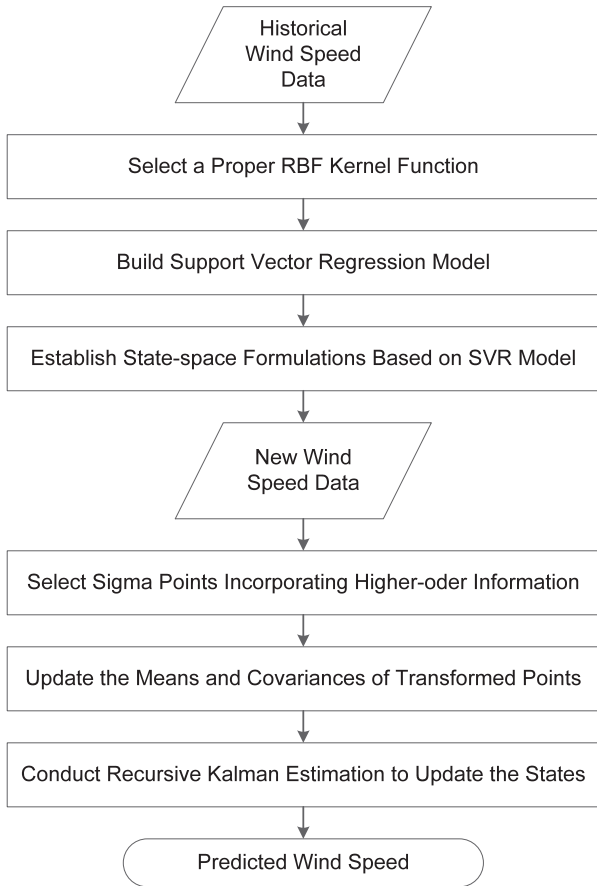 Historical
Wind Speed
Data
Select a Proper RBF Kernel Function
Build Support Vector Regression Model
Establish State-space Formulations Based on SVR Model
New Wind
Speed Data
Select Sigma Points Incorporating Higher-oder Information
Update the Means and Covariances of Transformed Points
Conduct Recursive Kalman Estimation to Update the States
Predicted Wind Speed